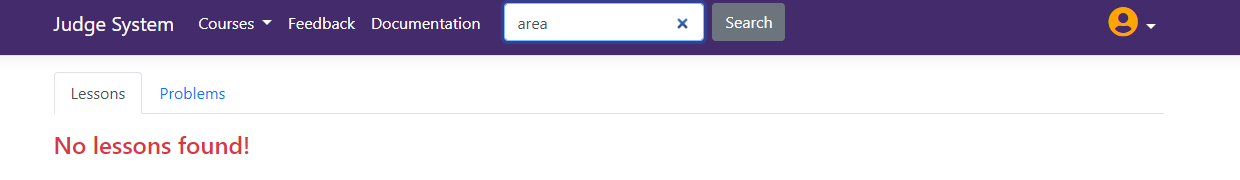 Judge System Courses Feedback Documentation area Search
Lessons Problems
No lessons found!